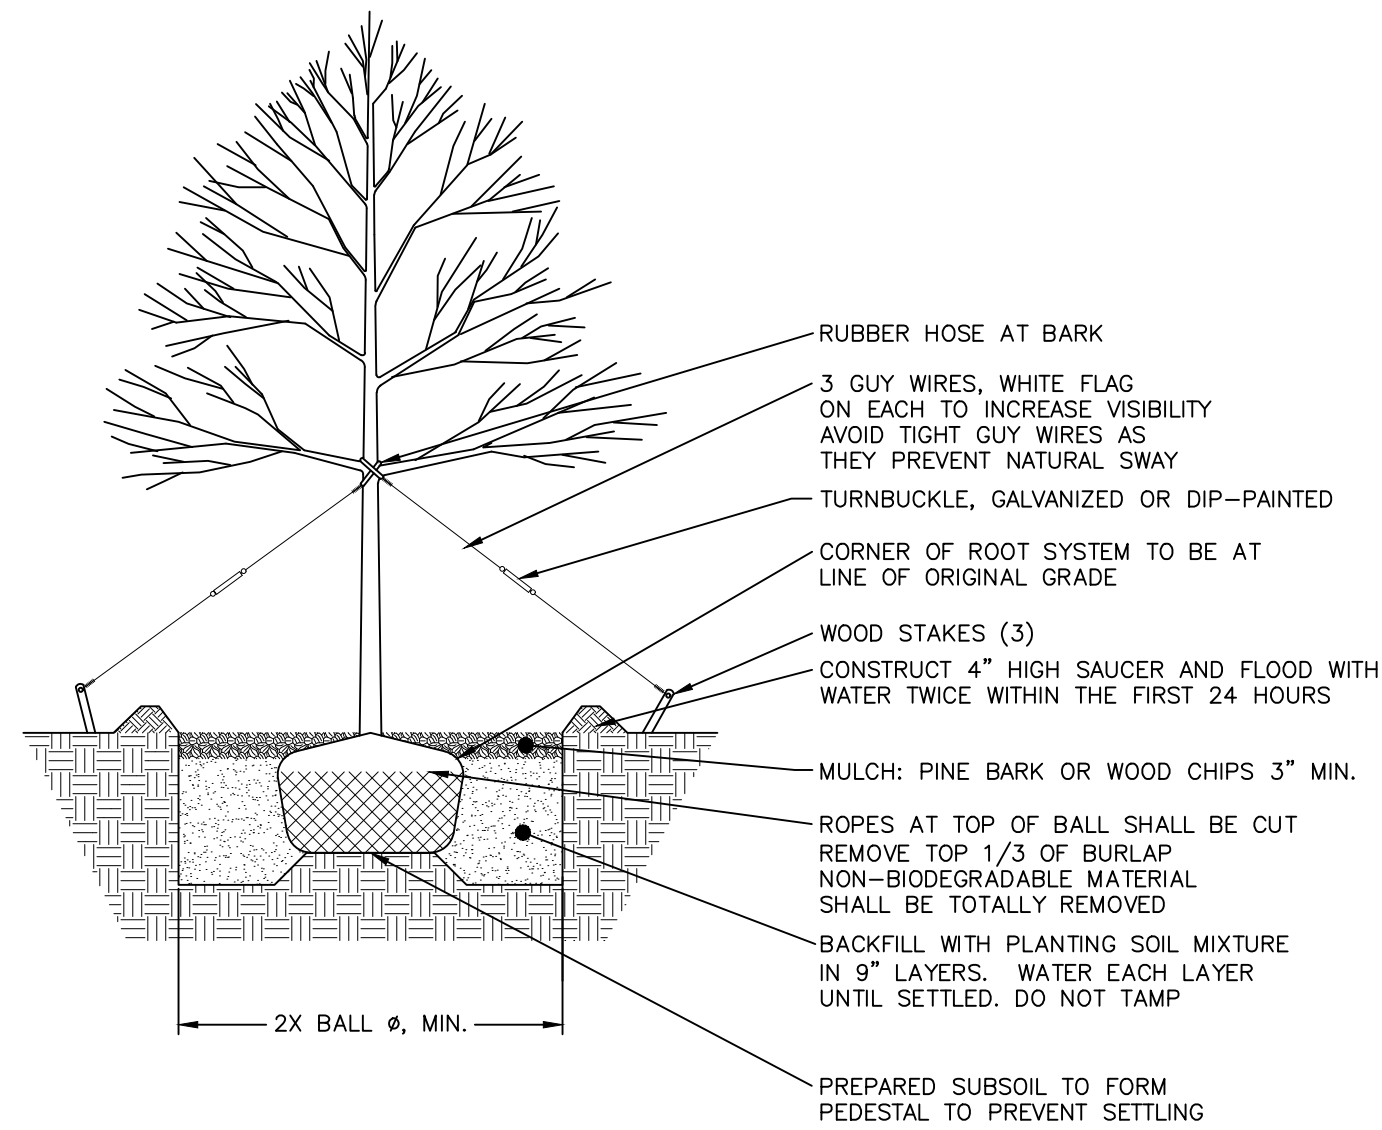 RUBBER HOSE AT BARK
3 GUY WIRES, WHITE FLAG
ON EACH TO INCREASE VISIBILITY
AVOID TIGHT GUY WIRES AS
THEY PREVENT NATURAL SWAY
TURNBUCKLE, GALVANIZED OR DIP-PAINTED
CORNER OF ROOT SYSTEM TO BE AT
LINE OF ORIGINAL GRADE
WOOD STAKES (3)
CONSTRUCT 4" HIGH SAUCER AND FLOOD WITH
WATER TWICE WITHIN THE FIRST 24 HOURS
MULCH: PINE BARK OR WOOD CHIPS 3" MIN.
ROPES AT TOP OF BALL SHALL BE CUT
REMOVE TOP 1/3 OF BURLAP
NON-BIODEGRADABLE MATERIAL
SHALL BE TOTALLY REMOVED
BACKFILL WITH PLANTING SOIL MIXTURE
IN 9" LAYERS. WATER EACH LAYER
UNTIL SETTLED. DO NOT TAMP
2X BALL ø, MIN.
PREPARED SUBSOIL TO FORM
PEDESTAL TO PREVENT SETTLING